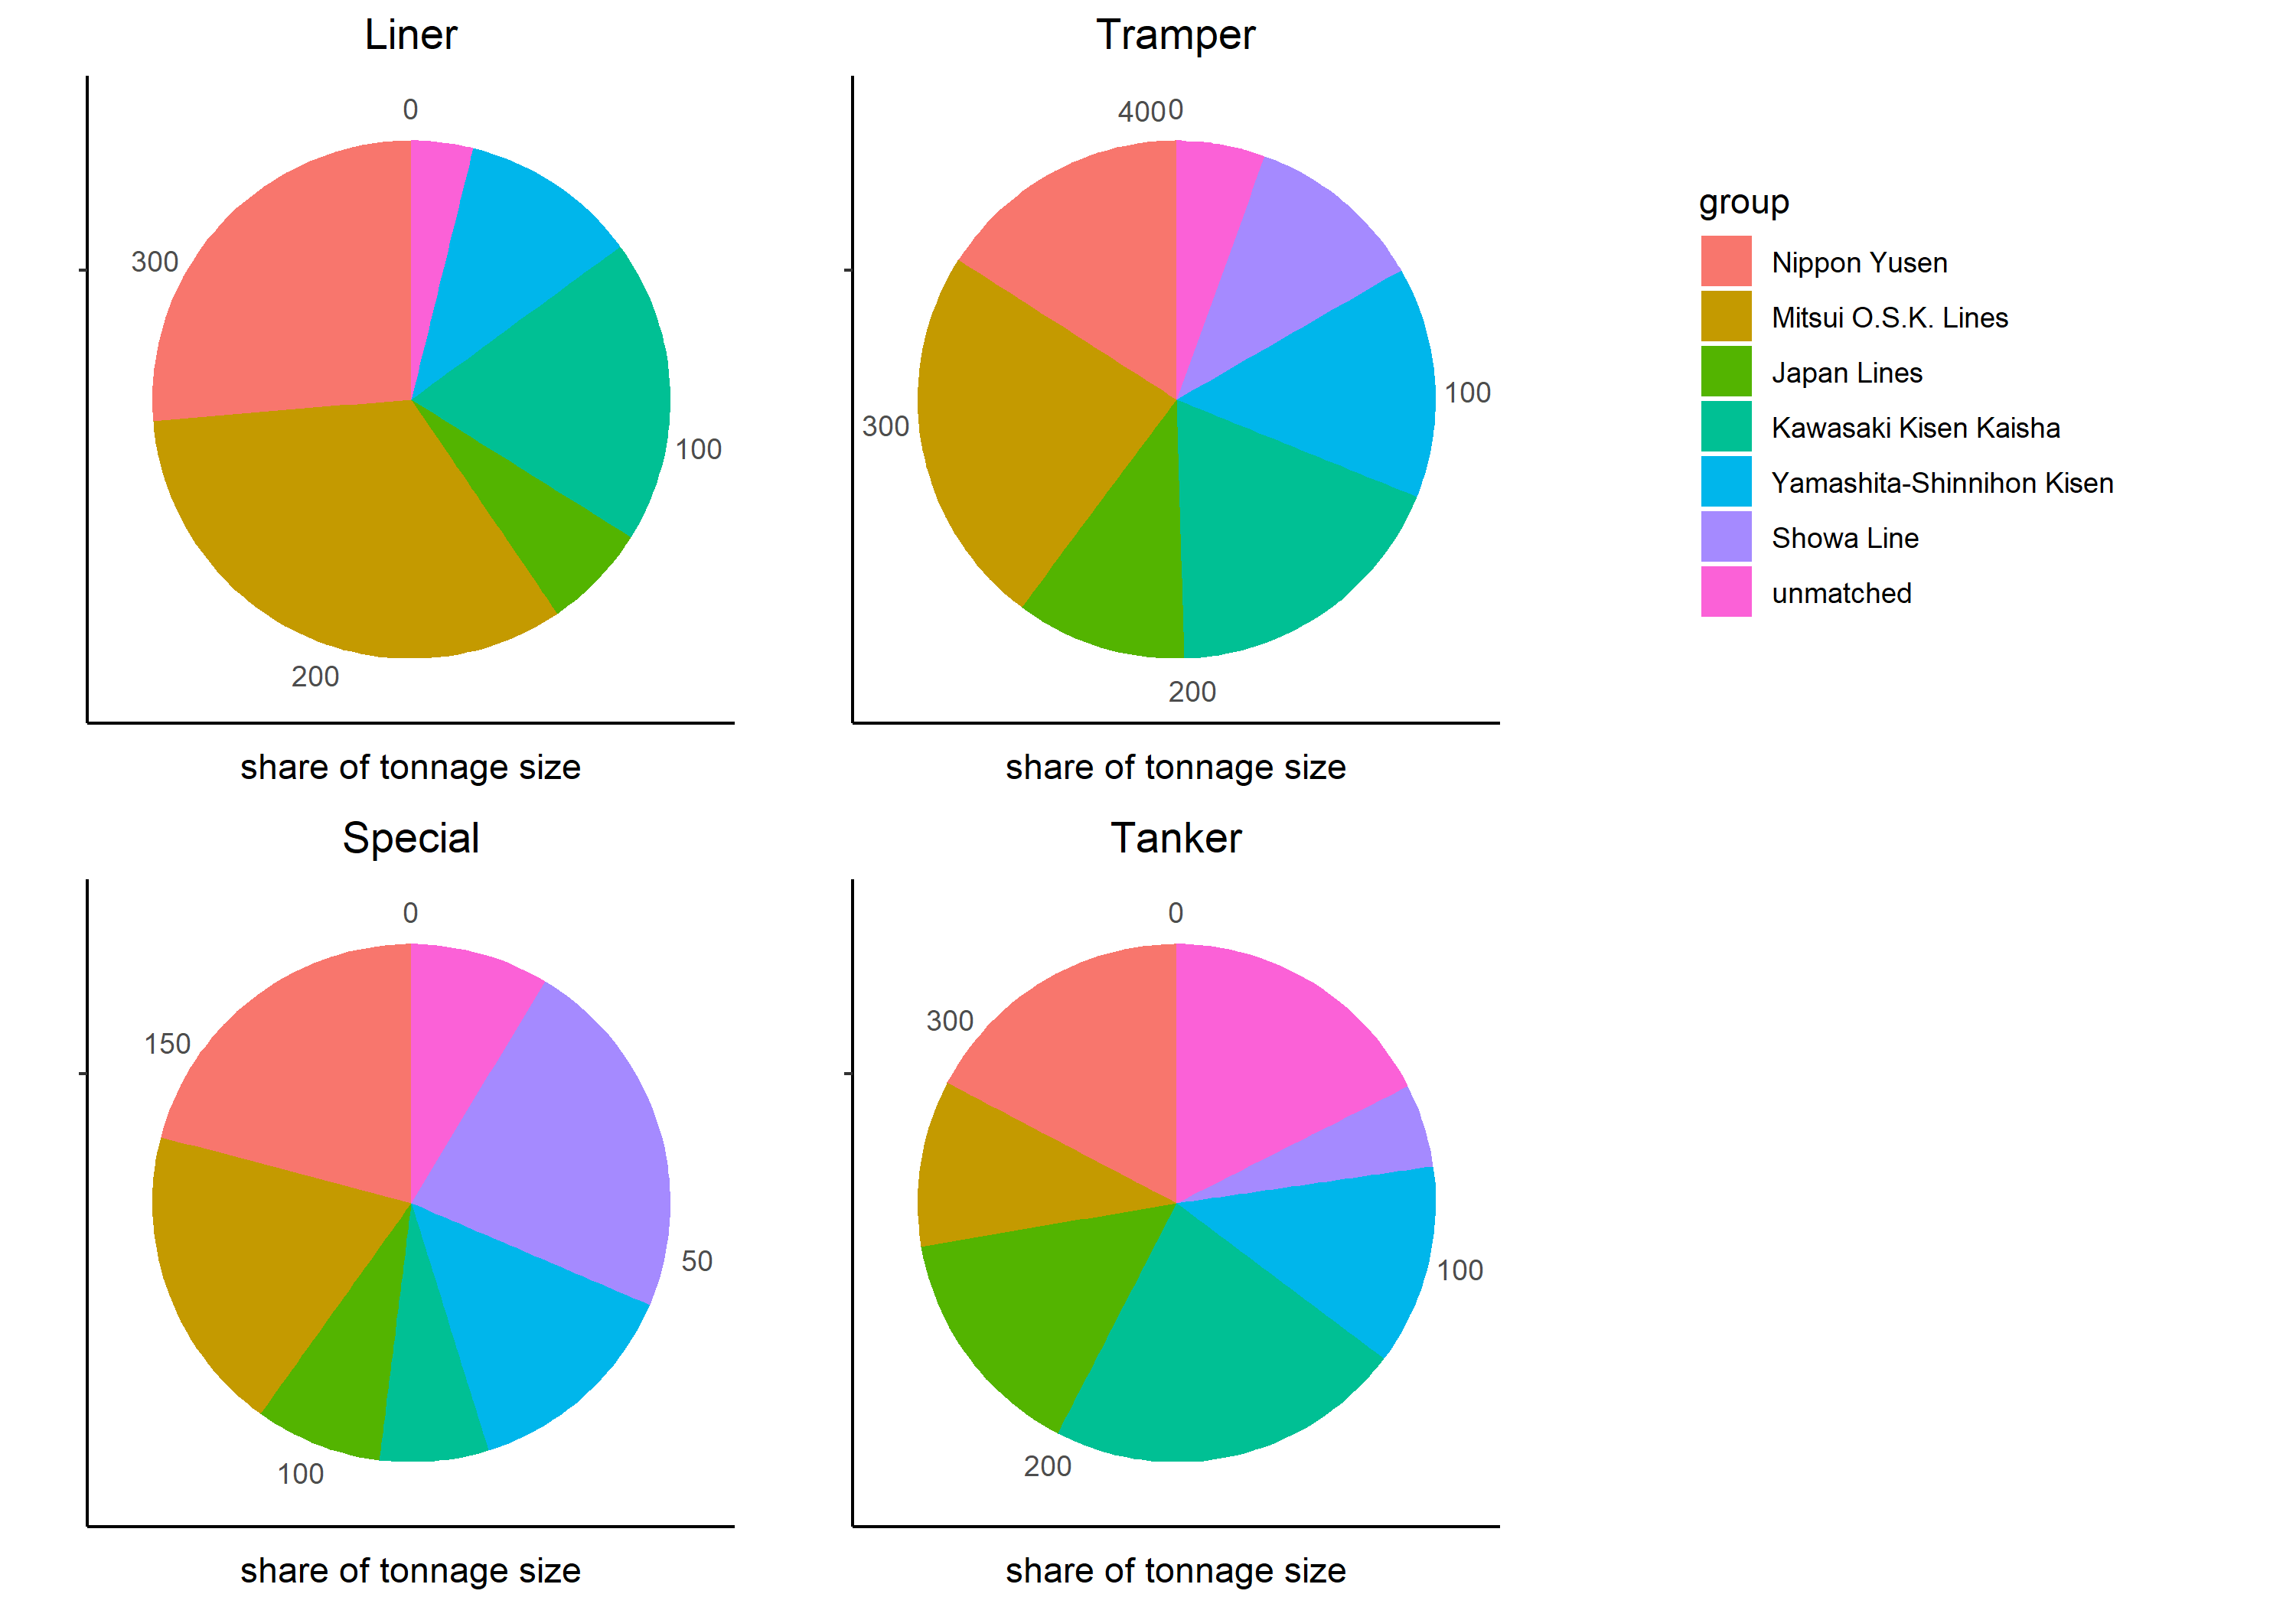 Liner
0
300
100
200
share of tonnage size
Tramper
400
0
100
300
200
share of tonnage size
group
Nippon Yusen
Mitsui O.S.K. Lines
Japan Lines
Kawasaki Kisen Kaisha
Yamashita-Shinnihon Kisen
Showa Line
unmatched
Special
0
150
50
100
share of tonnage size
Tanker
0
300
100
200
share of tonnage size